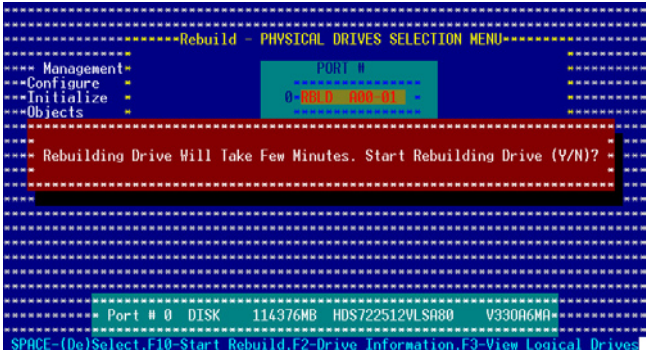 Rebuild - PHYSICAL DRIVES SELECTION MENU
Management
PORT #
Configure
Initialize
0 RBLD A00-01
Objects
Rebuilding Drive Will Take Few Minutes. Start Rebuilding Drive (Y/N)?
Port # 0 DISK 114376MB HDS722512VLSA80 V33OA6MA
SPACE-(De)Select,F10-Start Rebuild,F2-Drive Information,F3-View Logical Drives